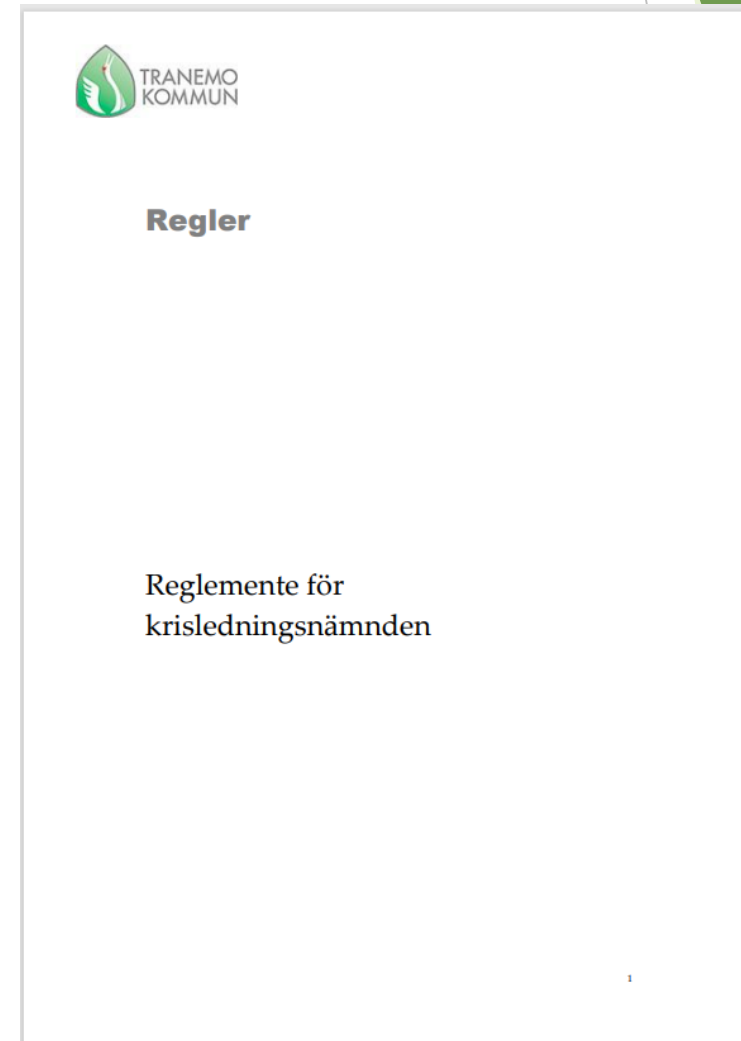 TRANEMO
KOMMUN
Regler
Reglemente för
krisledningsnämnden
1